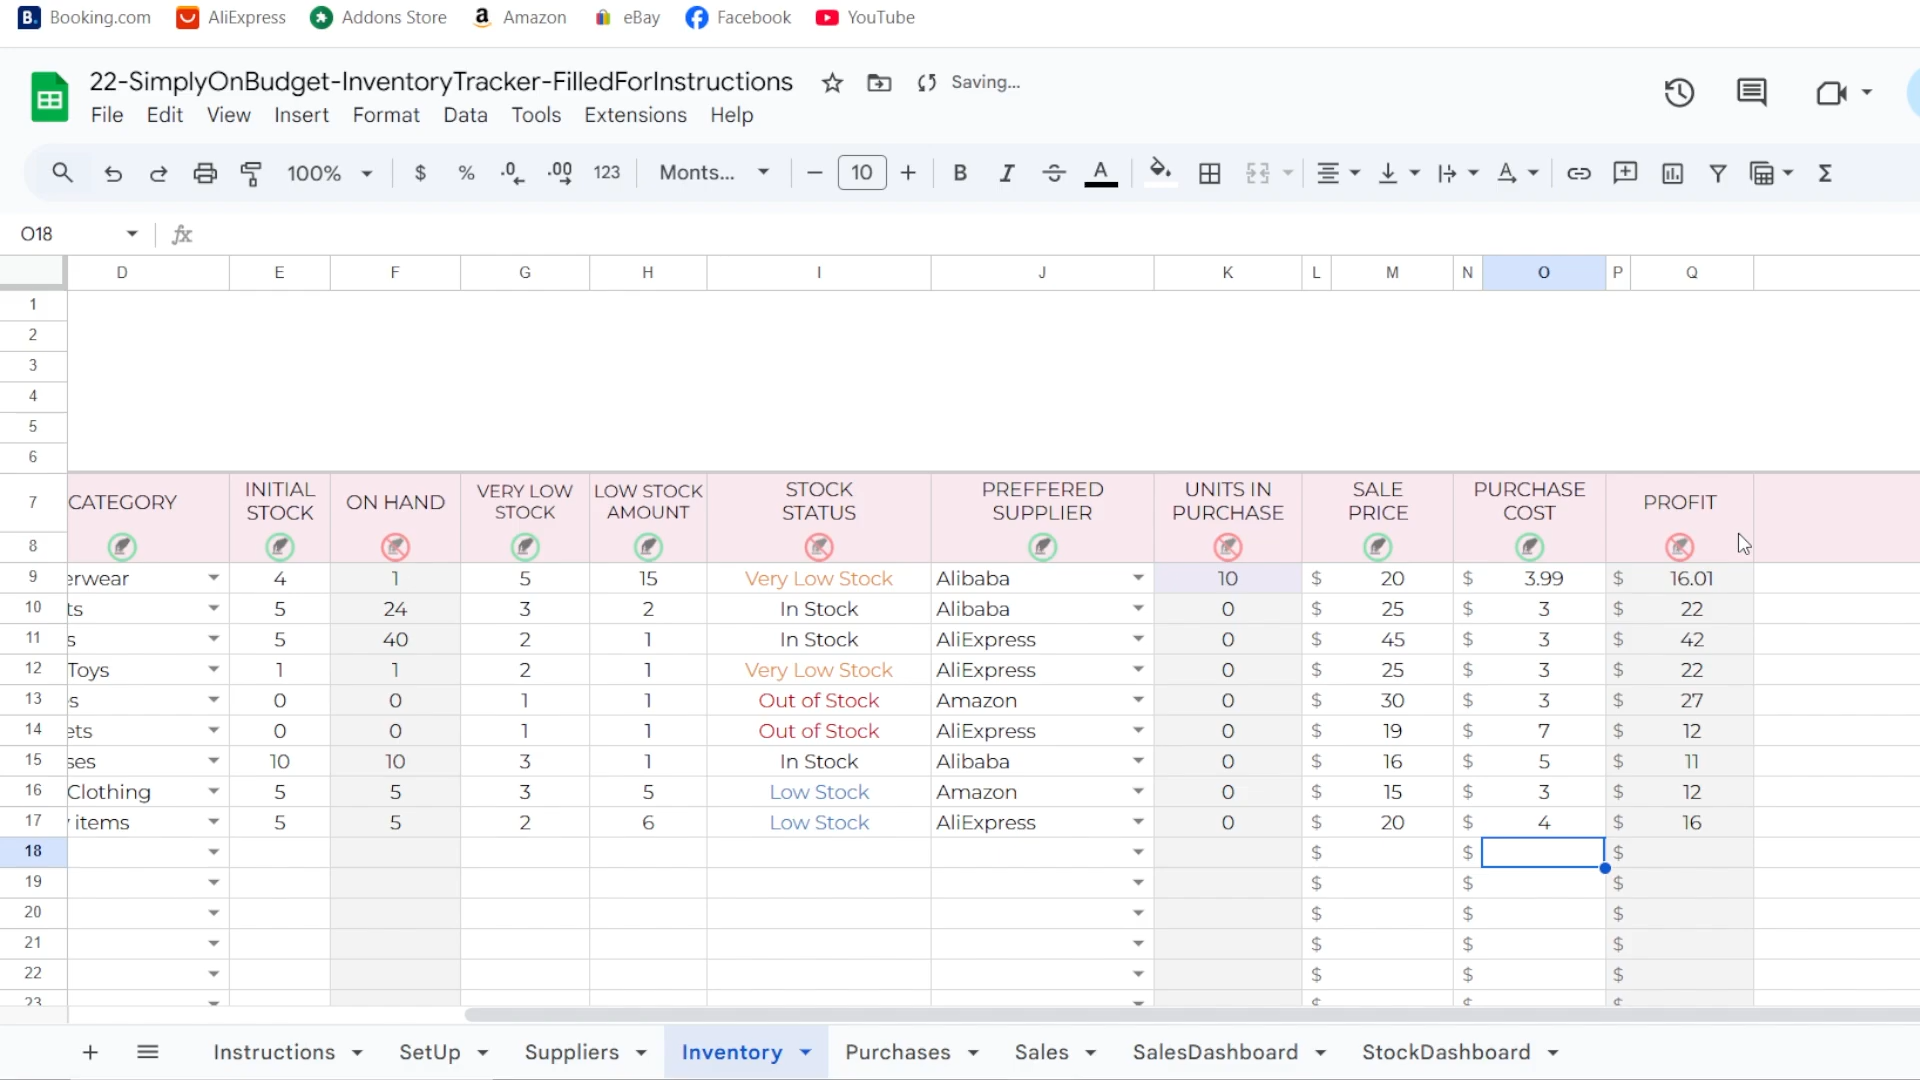 Booking.com AliExpress Addons Store Amazon eBay Facebook YouTube
22-SimplyOnBudget-InventoryTracker-FilledForInstructions Saving...
File Edit View Insert Format Data Tools Extensions Help
100% $ % .0 .00 123 Monts... 10 B I A
O18 fx
D E F G H I J K L M N O P Q
1
2
3
4
5
6
7 CATEGORY INITIAL STOCK ON HAND VERY LOW STOCK LOW STOCK AMOUNT STOCK STATUS PREFFERED SUPPLIER UNITS IN PURCHASE SALE PRICE PURCHASE COST PROFIT
8
9 erwear 4 1 5 15 Very Low Stock Alibaba 10 $ 20 $ 3.99 $ 16.01
10 ts 5 24 3 2 In Stock Alibaba 0 $ 25 $ 3 $ 22
11 s 5 40 2 1 In Stock AliExpress 0 $ 45 $ 3 $ 42
12 Toys 1 1 2 1 Very Low Stock AliExpress 0 $ 25 $ 3 $ 22
13 s 0 0 1 1 Out of Stock Amazon 0 $ 30 $ 3 $ 27
14 ets 0 0 1 1 Out of Stock AliExpress 0 $ 19 $ 7 $ 12
15 ses 10 10 3 1 In Stock Alibaba 0 $ 16 $ 5 $ 11
16 Clothing 5 5 3 5 Low Stock Amazon 0 $ 15 $ 3 $ 12
17 items 5 5 2 6 Low Stock AliExpress 0 $ 20 $ 4 $ 16
18 $ $ $
19 $ $ $
20 $ $ $
21 $ $ $
22 $ $ $
23 $ $ $
Instructions SetUp Suppliers Inventory Purchases Sales SalesDashboard StockDashboard